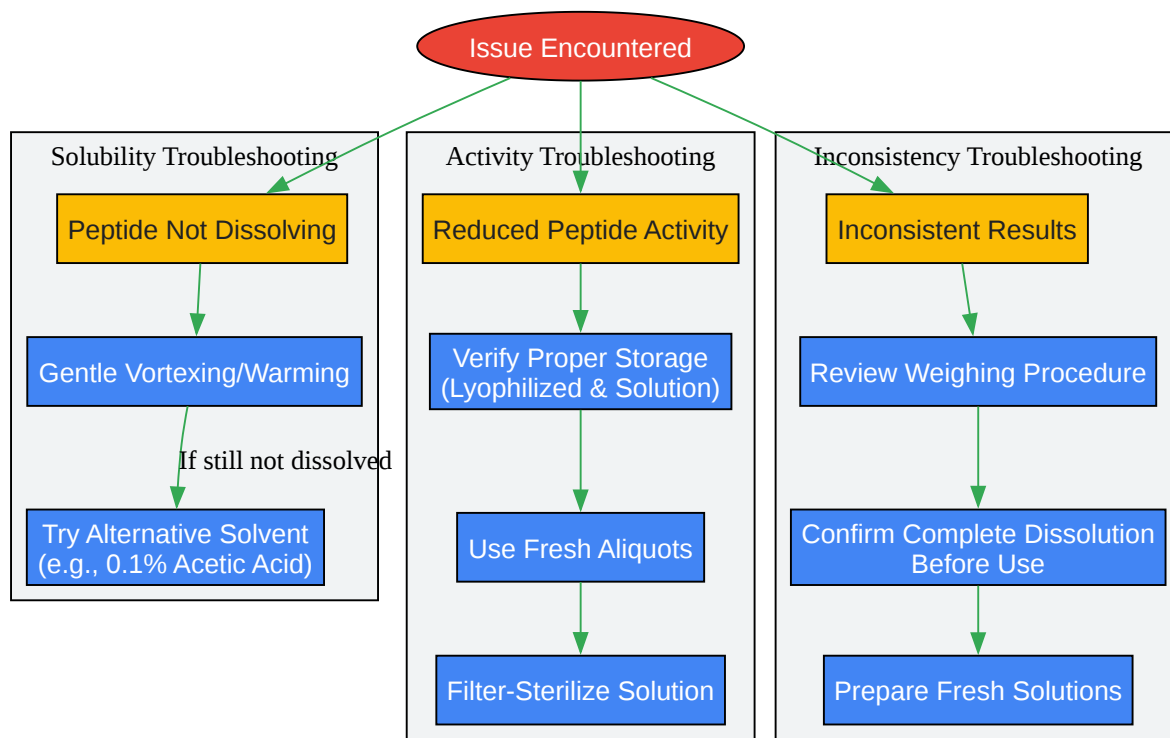 Issue Encountered
Solubility Troubleshooting
Peptide Not Dissolving
Gentle Vortexing/Warming
If still not dissolved
Try Alternative Solvent
(e.g., 0.1% Acetic Acid)
Activity Troubleshooting
Reduced Peptide Activity
Verify Proper Storage
(Lyophilized & Solution)
Use Fresh Aliquots
Filter-Sterilize Solution
Inconsistency Troubleshooting
Inconsistent Results
Review Weighing Procedure
Confirm Complete Dissolution
Before Use
Prepare Fresh Solutions